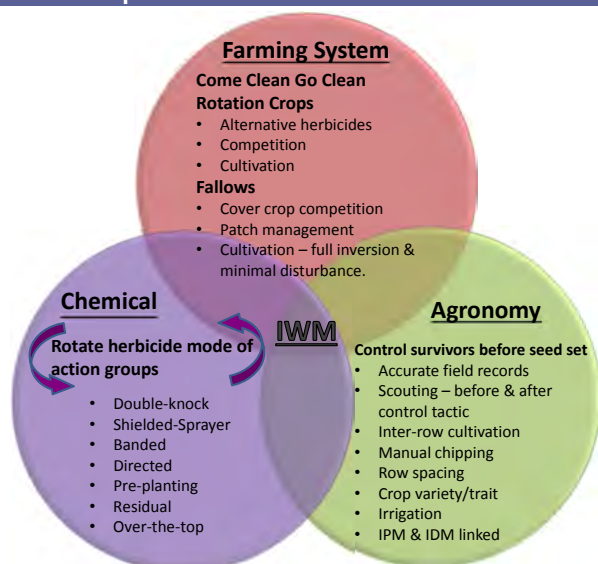 Farming System
Come Clean Go Clean
Rotation Crops
• Alternative herbicides
• Competition
• Cultivation
Fallows
• Cover crop competition
• Patch management
• Cultivation – full inversion &
minimal disturbance.
Chemical
Rotate herbicide mode of
action groups
• Double-knock
• Shielded-Sprayer
• Banded
• Directed
• Pre-planting
• Residual
• Over-the-top
IWM
Agronomy
Control survivors before seed set
• Accurate field records
• Scouting – before & after
control tactic
• Inter-row cultivation
• Manual chipping
• Row spacing
• Crop variety/trait
• Irrigation
• IPM & IDM linked